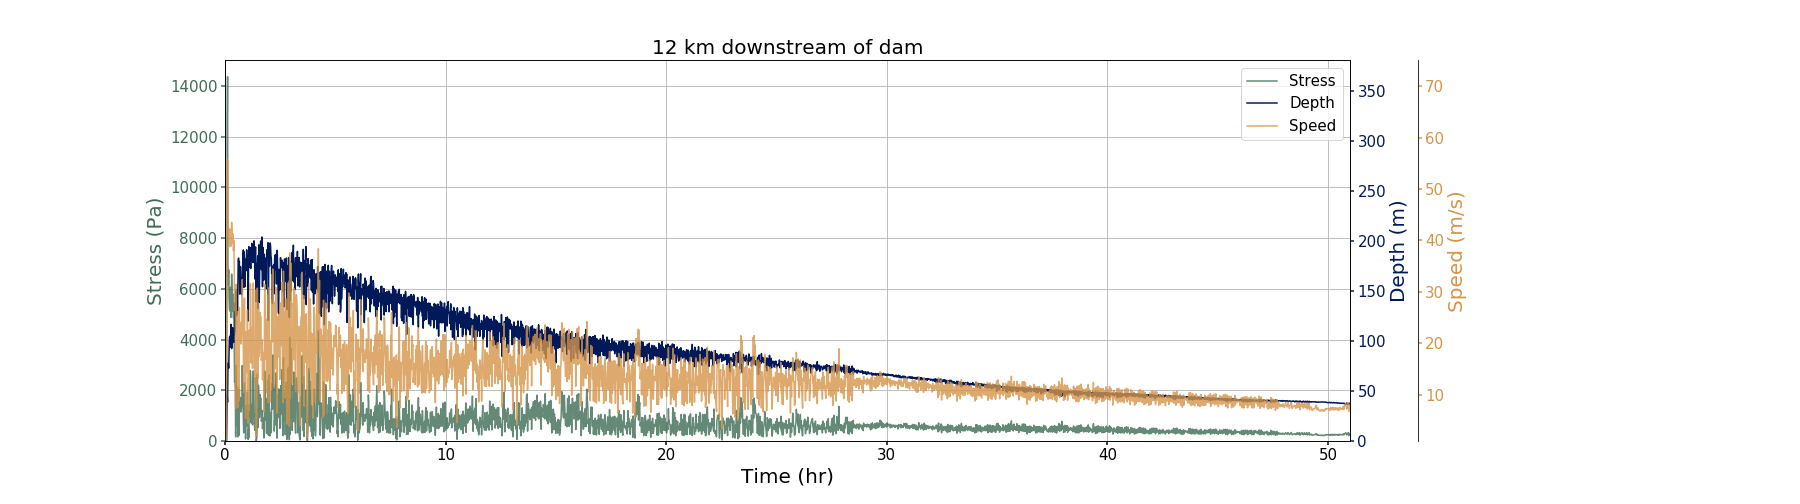 12 km downstream of dam
Stress (Pa)
14000
12000
10000
8000
6000
4000
2000
0
Stress
Depth
Speed
350
300
250
200
150
100
50
0
Depth (m)
70
60
50
40
30
20
10
Speed (m/s)
0 10 20 30 40 50
Time (hr)